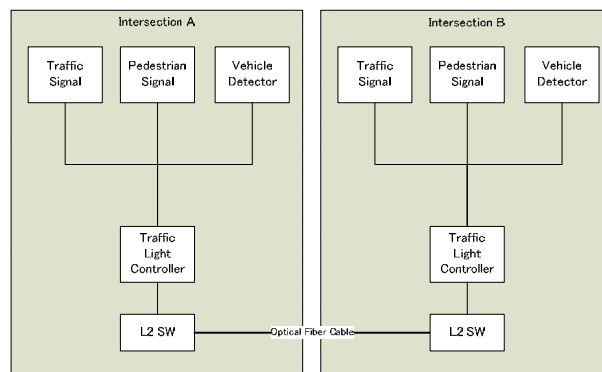 Intersection A
Traffic
Signal
Pedestrian
Signal
Vehicle
Detector
Traffic
Light
Controller
L2 SW
Optical Fiber Cable
Intersection B
Traffic
Signal
Pedestrian
Signal
Vehicle
Detector
Traffic
Light
Controller
L2 SW